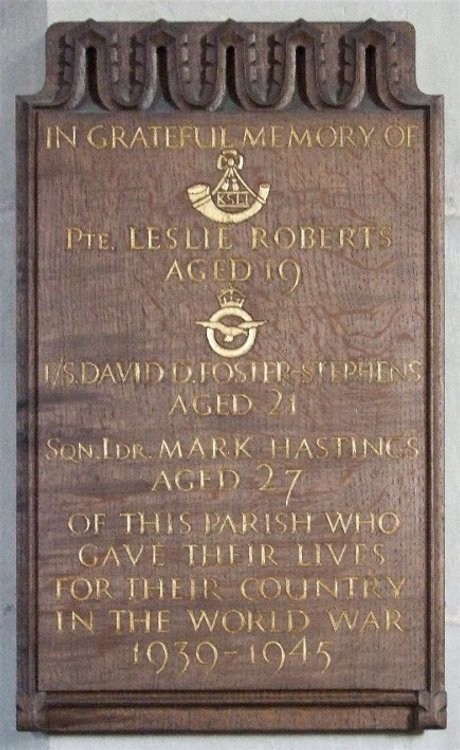 IN GRATEFUL MEMORY OF
KSLI
PTE. LESLIE ROBERTS
AGED 19
F/S. DAVID D. FOSTER-STEPHENS
AGED 21
SQN. LDR. MARK HASTINGS
AGED 27
OF THIS PARISH WHO
GAVE THEIR LIVES
FOR THEIR COUNTRY
IN THE WORLD WAR
1939-1945